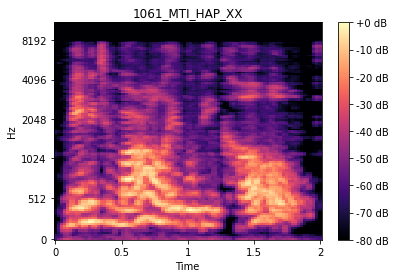 1061_MTI_HAP_XX
+0 dB
8192
-10 dB
4096
-20 dB
-30 dB
Hz
2048
-40 dB
1024
-50 dB
512
-60 dB
-70 dB
0
-80 dB
0 0.5 1 1.5 2
Time